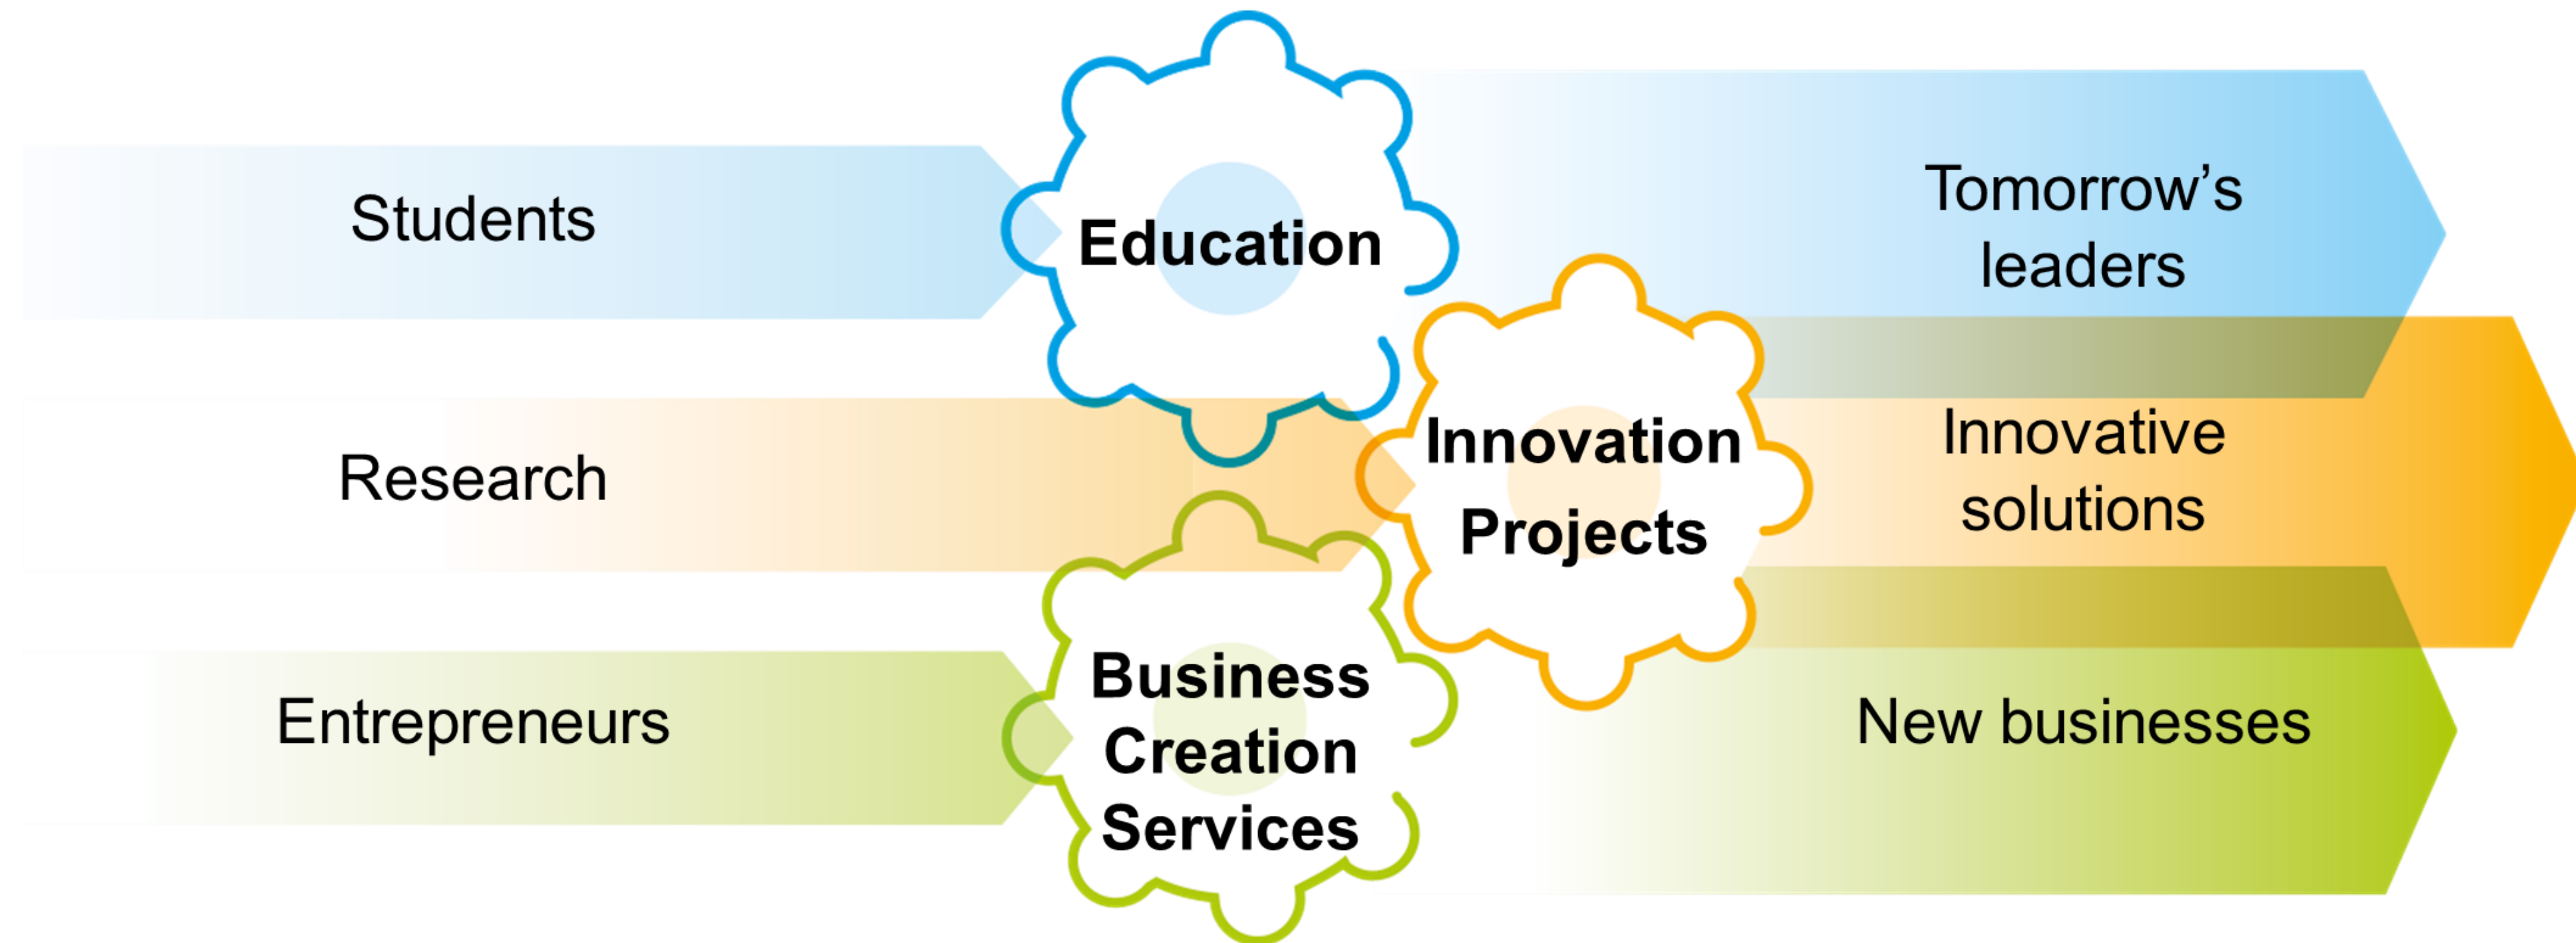 Students
Education
Tomorrow’s
leaders
Research
Innovation
Projects
Innovative
solutions
Entrepreneurs
Business
Creation
Services
New businesses